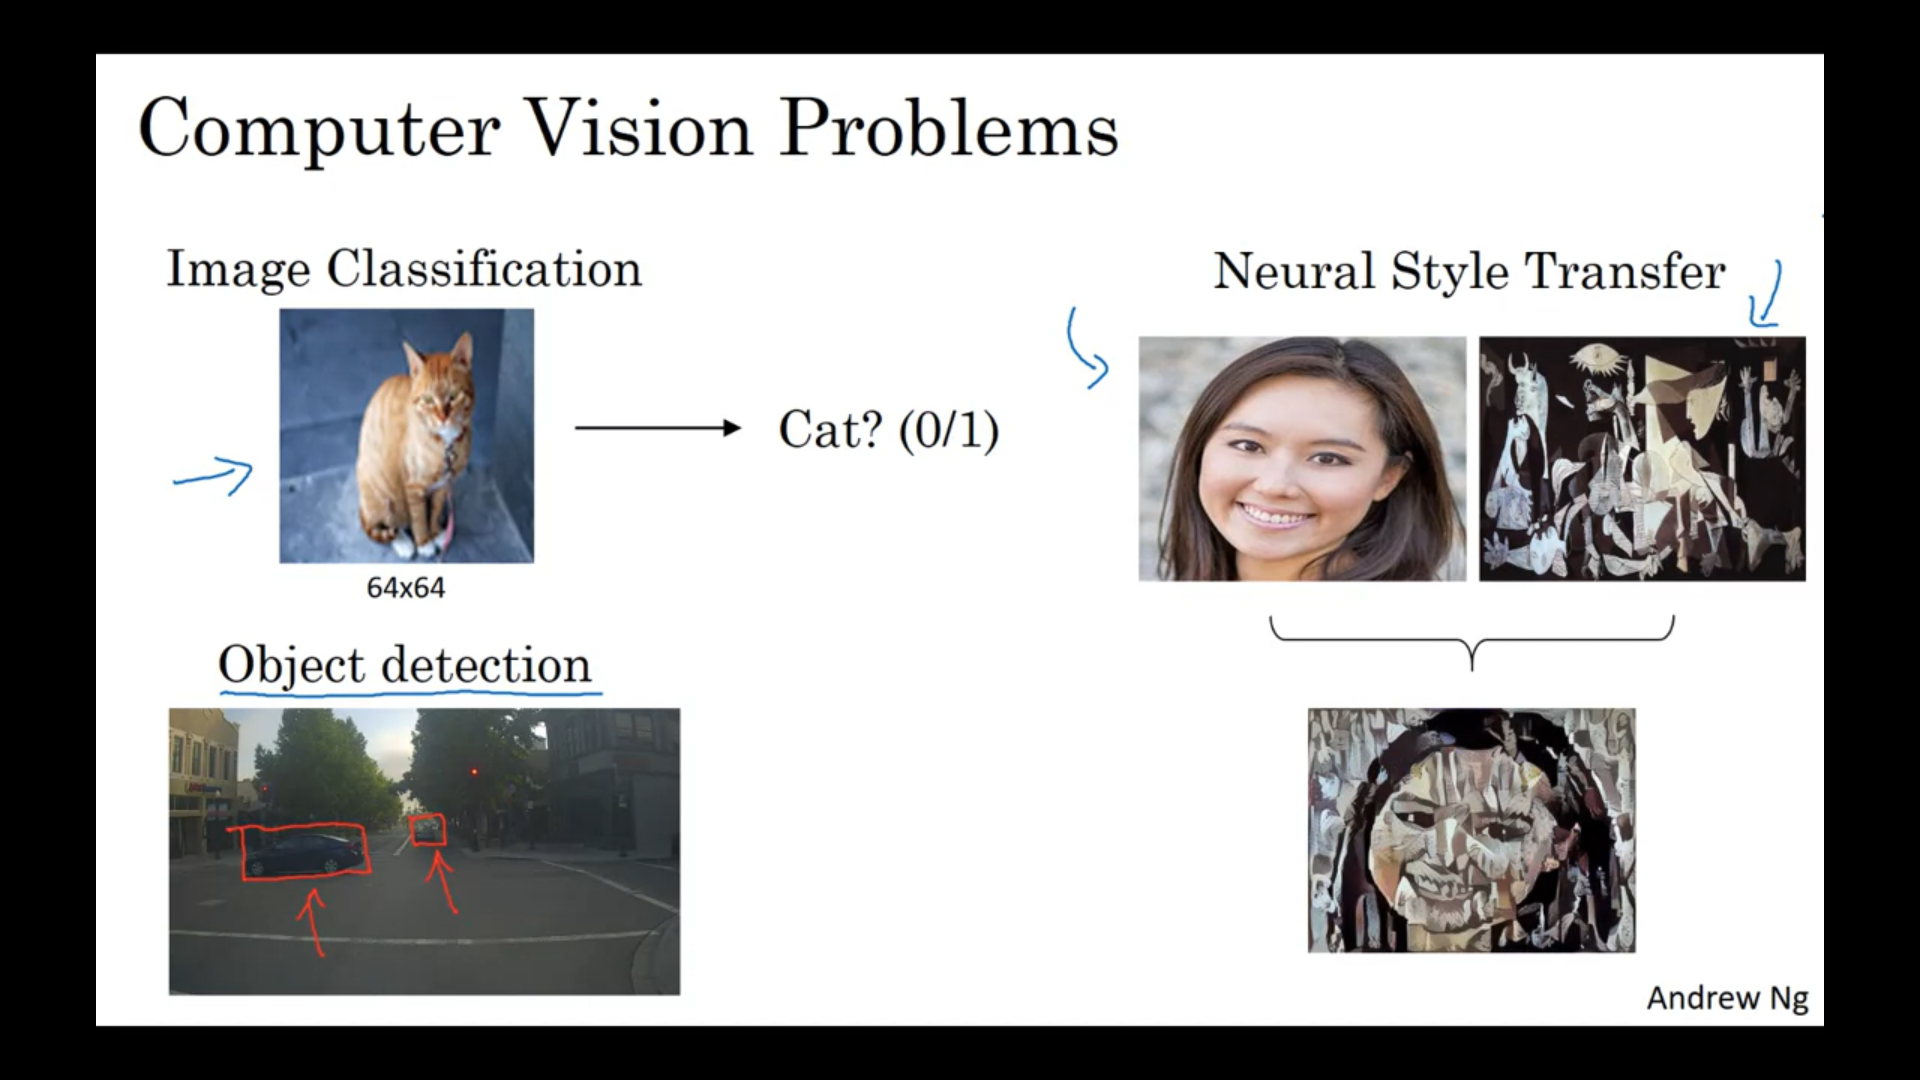 Computer Vision Problems
Image Classification
Cat? (0/1)
64x64
Neural Style Transfer
Object detection
Andrew Ng